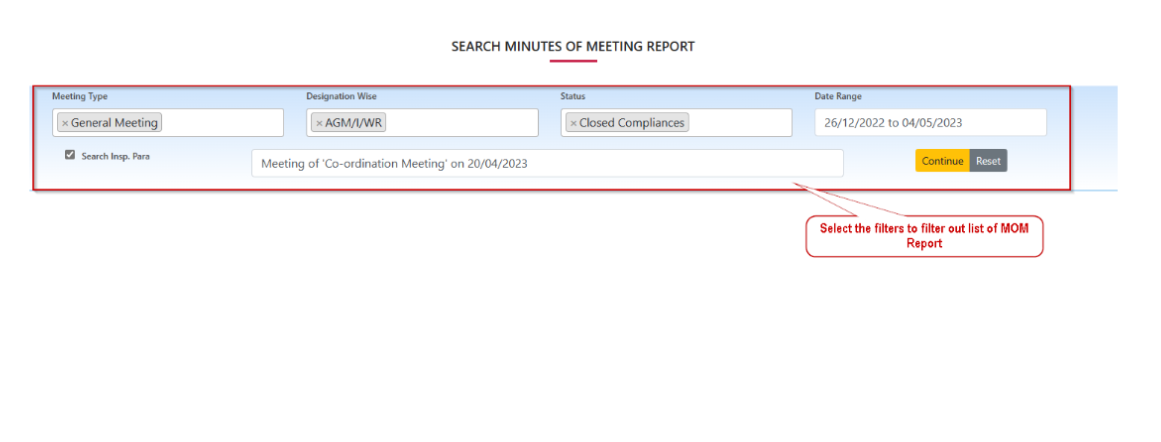 SEARCH MINUTES OF MEETING REPORT
Meeting Type Designation Wise Status Date Range
× General Meeting × AGM/I/WR × Closed Compliances 26/12/2022 to 04/05/2023
Search Insp. Para Meeting of 'Co-ordination Meeting' on 20/04/2023 Continue Reset
Select the filters to filter out list of MOM
Report